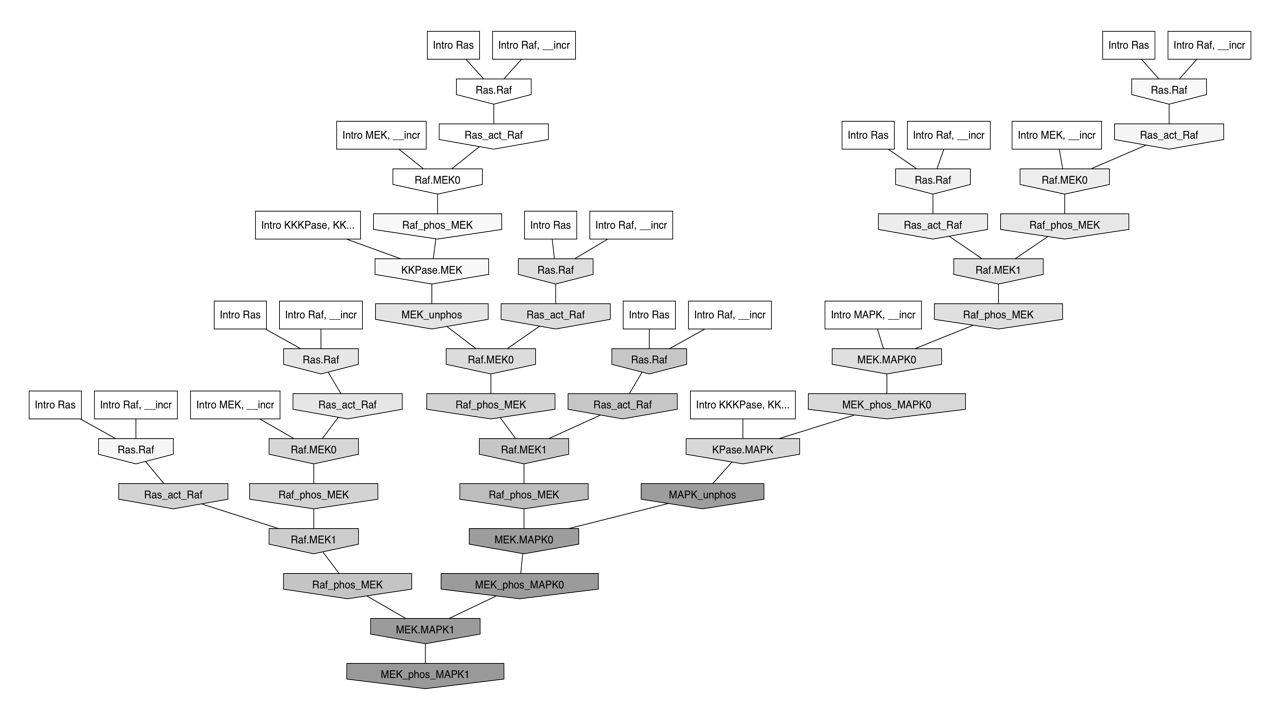 Intro Ras
Intro Raf, __incr
Intro Ras
Intro Raf, __incr
Ras.Raf
Ras.Raf
Intro MEK, __incr
Ras_act_Raf
Intro Ras
Intro Raf, __incr
Intro MEK, __incr
Ras_act_Raf
Raf.MEK0
Ras.Raf
Raf.MEK0
Intro KKKPase, KK...
Raf_phos_MEK
Intro Ras
Intro Raf, __incr
Ras_act_Raf
Raf_phos_MEK
KKPase.MEK
Ras.Raf
Raf.MEK1
Intro Ras
Intro Raf, __incr
MEK_unphos
Ras_act_Raf
Intro Ras
Intro Raf, __incr
Intro MAPK, __incr
Raf_phos_MEK
Ras.Raf
Raf.MEK0
Ras.Raf
MEK.MAPK0
Intro Ras
Intro Raf, __incr
Intro MEK, __incr
Ras_act_Raf
Raf_phos_MEK
Ras_act_Raf
Intro KKKPase, KK...
MEK_phos_MAPK0
Ras.Raf
Raf.MEK0
Raf.MEK1
KPase.MAPK
Ras_act_Raf
Raf_phos_MEK
Raf_phos_MEK
MAPK_unphos
Raf.MEK1
MEK.MAPK0
Raf_phos_MEK
MEK_phos_MAPK0
MEK.MAPK1
MEK_phos_MAPK1